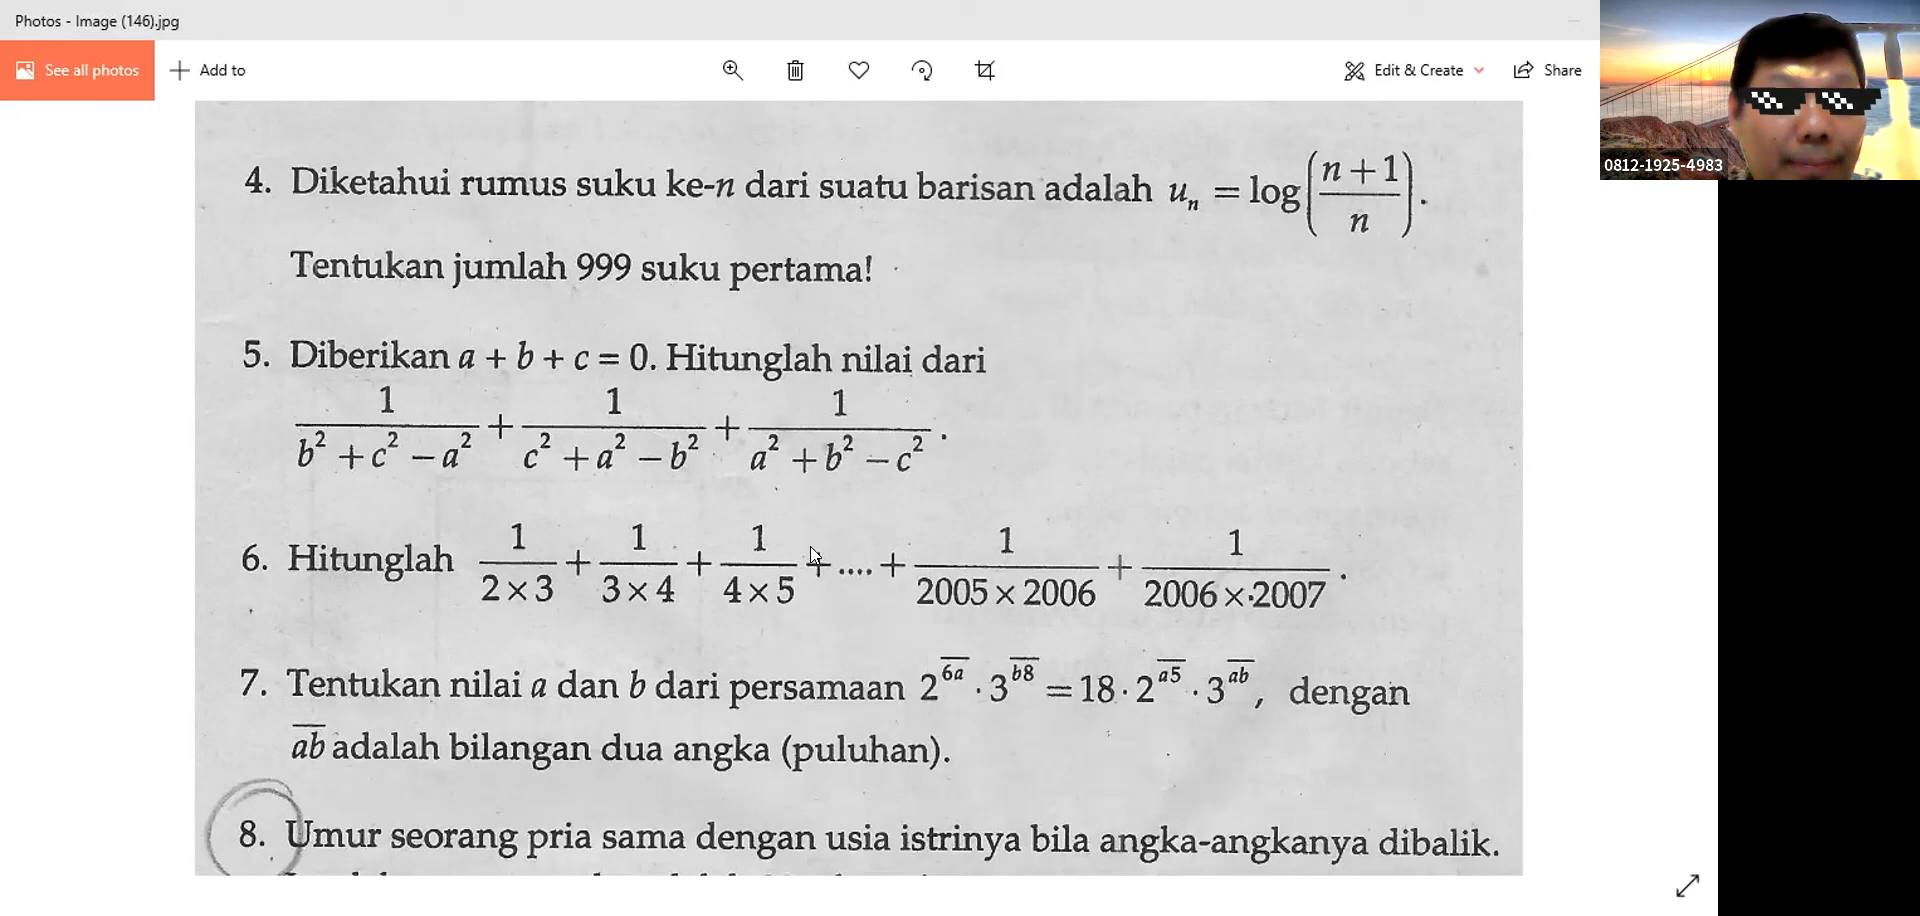 Photos - Image (146).jpg
See all photos
Add to
Edit & Create
Share
0812-1925-4983
4. Diketahui rumus suku ke-n dari suatu barisan adalah uₙ = log((n + 1)/n).
Tentukan jumlah 999 suku pertama!
5. Diberikan a + b + c = 0. Hitunglah nilai dari
1/(b² + c² − a²) + 1/(c² + a² − b²) + 1/(a² + b² − c²).
6. Hitunglah 1/(2 × 3) + 1/(3 × 4) + 1/(4 × 5) + .... + 1/(2005 × 2006) + 1/(2006 × 2007).
7. Tentukan nilai a dan b dari persamaan 2^{\overline{6a}} · 3^{\overline{b8}} = 18 · 2^{\overline{a5}} · 3^{\overline{ab}}, dengan
\overline{ab} adalah bilangan dua angka (puluhan).
8. Umur seorang pria sama dengan usia istrinya bila angka-angkanya dibalik.